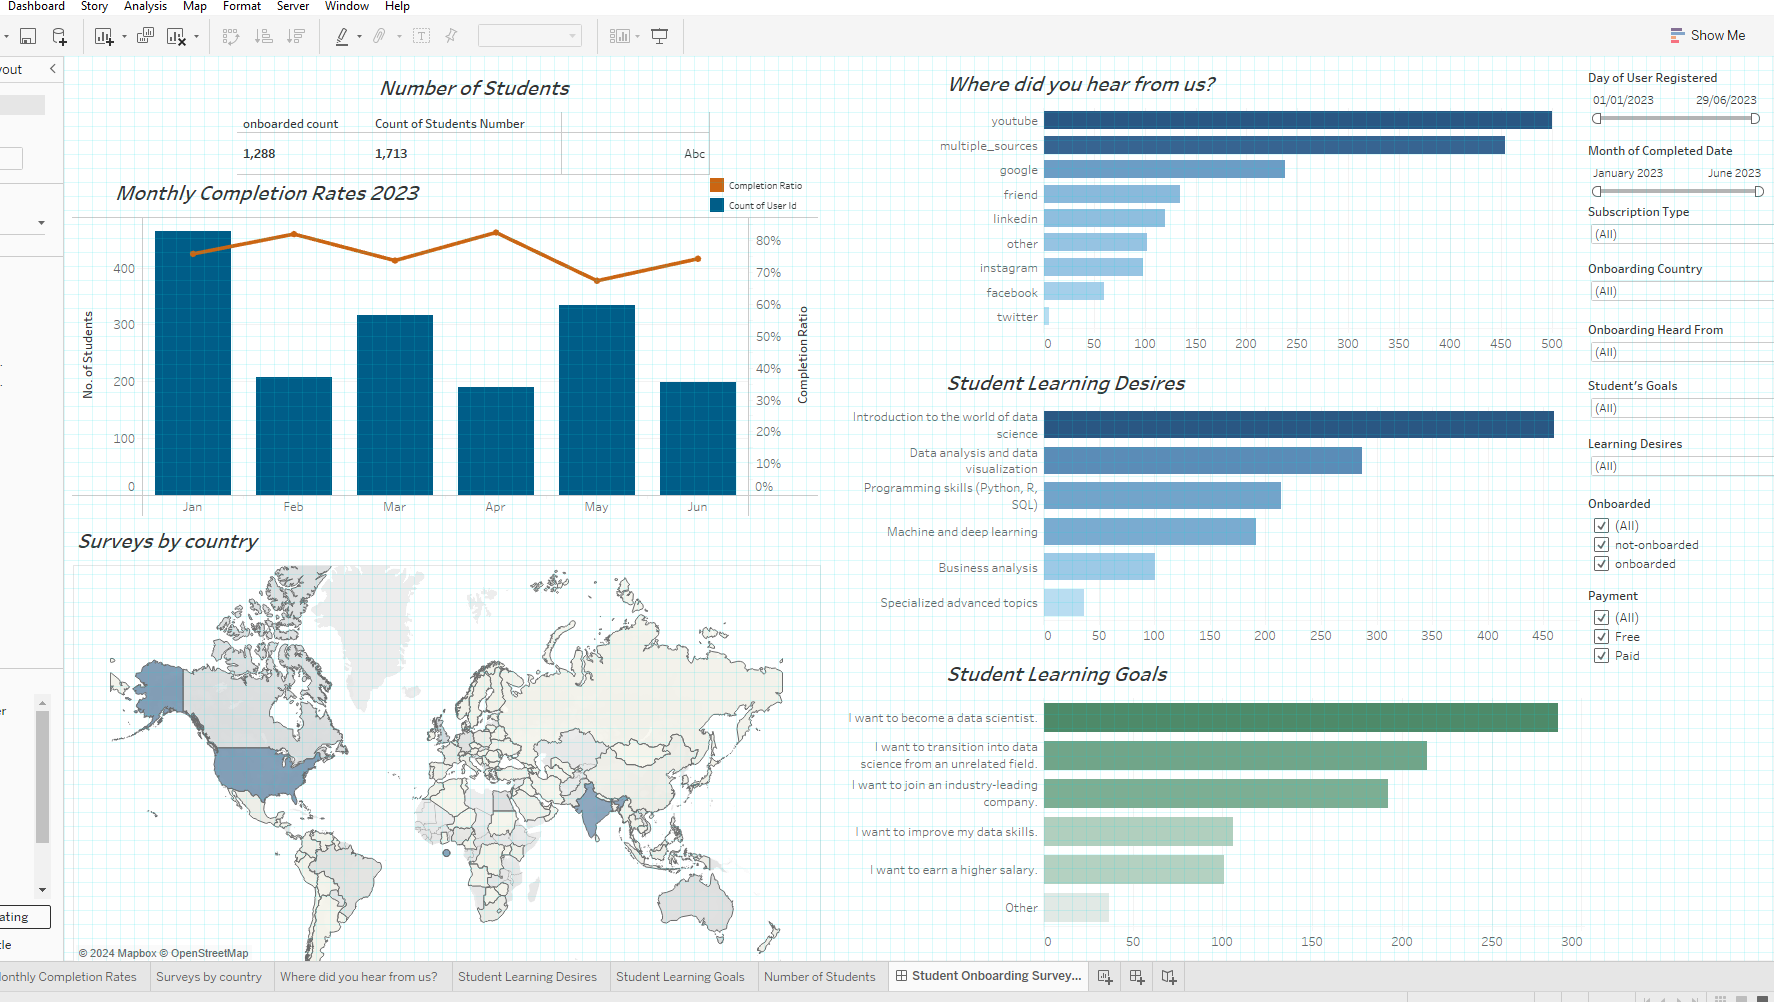 Dashboard Story Analysis Map Format Server Window Help
Show Me
yout
Number of Students
onboarded count Count of Students Number
1,288 1,713 Abc
Monthly Completion Rates 2023
Completion Ratio
Count of User Id
No. of Students
400
300
200
100
0
80%
70%
60%
50%
40%
30%
20%
10%
0%
Completion Ratio
Jan Feb Mar Apr May Jun
Surveys by country
© 2024 Mapbox © OpenStreetMap
Where did you hear from us?
youtube
multiple_sources
google
friend
linkedin
other
instagram
facebook
twitter
0 50 100 150 200 250 300 350 400 450 500
Student Learning Desires
Introduction to the world of data
science
Data analysis and data
visualization
Programming skills (Python, R,
SQL)
Machine and deep learning
Business analysis
Specialized advanced topics
0 50 100 150 200 250 300 350 400 450
Student Learning Goals
I want to become a data scientist.
I want to transition into data
science from an unrelated field.
I want to join an industry-leading
company.
I want to improve my data skills.
I want to earn a higher salary.
Other
0 50 100 150 200 250 300
Day of User Registered
01/01/2023 29/06/2023
Month of Completed Date
January 2023 June 2023
Subscription Type
(All)
Onboarding Country
(All)
Onboarding Heard From
(All)
Student's Goals
(All)
Learning Desires
(All)
Onboarded
(All)
not-onboarded
onboarded
Payment
(All)
Free
Paid
er
ating
tle
onthly Completion Rates Surveys by country Where did you hear from us? Student Learning Desires Student Learning Goals Number of Students Student Onboarding Survey...